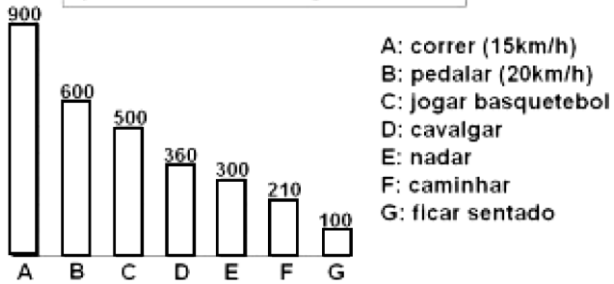 900
600
500
360
300
210
100
A B C D E F G
A: correr (15km/h)
B: pedalar (20km/h)
C: jogar basquetebol
D: cavalgar
E: nadar
F: caminhar
G: ficar sentado